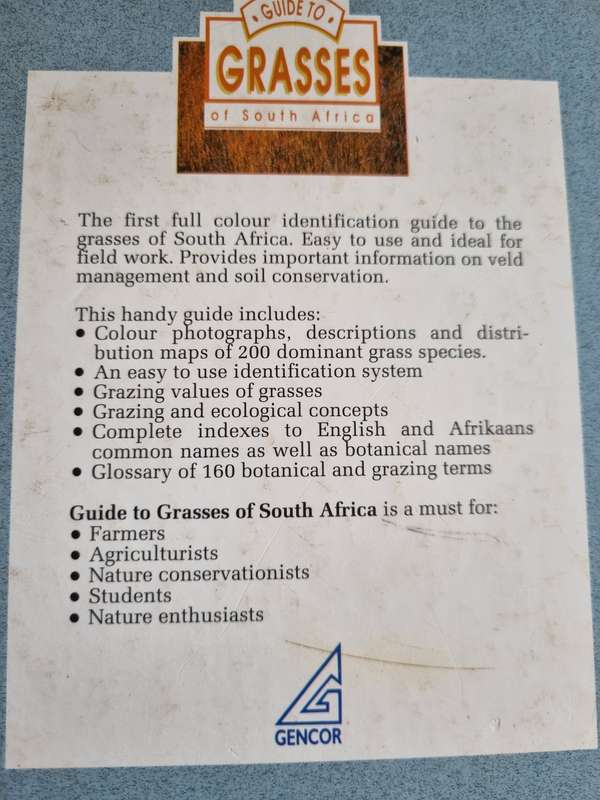 GUIDE TO
GRASSES
of South Africa
The first full colour identification guide to the
grasses of South Africa. Easy to use and ideal for
field work. Provides important information on veld
management and soil conservation.
This handy guide includes:
• Colour photographs, descriptions and distri-
bution maps of 200 dominant grass species.
• An easy to use identification system
• Grazing values of grasses
• Grazing and ecological concepts
• Complete indexes to English and Afrikaans
common names as well as botanical names
• Glossary of 160 botanical and grazing terms
Guide to Grasses of South Africa is a must for:
• Farmers
• Agriculturists
• Nature conservationists
• Students
• Nature enthusiasts
GENCOR